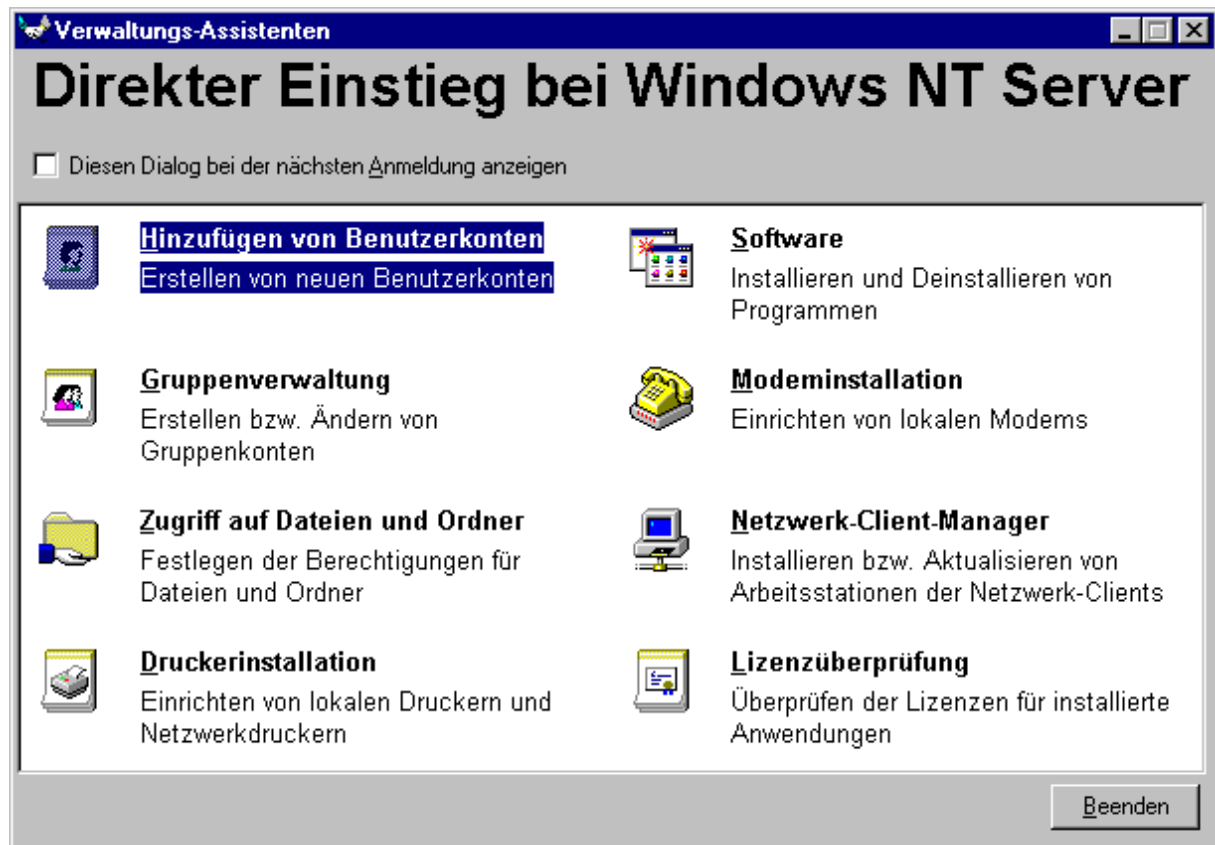 Verwaltungs-Assistenten
Direkter Einstieg bei Windows NT Server
Diesen Dialog bei der nächsten Anmeldung anzeigen
Hinzufügen von Benutzerkonten
Erstellen von neuen Benutzerkonten
Software
Installieren und Deinstallieren von
Programmen
Gruppenverwaltung
Erstellen bzw. Ändern von
Gruppenkonten
Modeminstallation
Einrichten von lokalen Modems
Zugriff auf Dateien und Ordner
Festlegen der Berechtigungen für
Dateien und Ordner
Netzwerk-Client-Manager
Installieren bzw. Aktualisieren von
Arbeitsstationen der Netzwerk-Clients
Druckerinstallation
Einrichten von lokalen Druckern und
Netzwerkdruckern
Lizenzüberprüfung
Überprüfen der Lizenzen für installierte
Anwendungen
Beenden